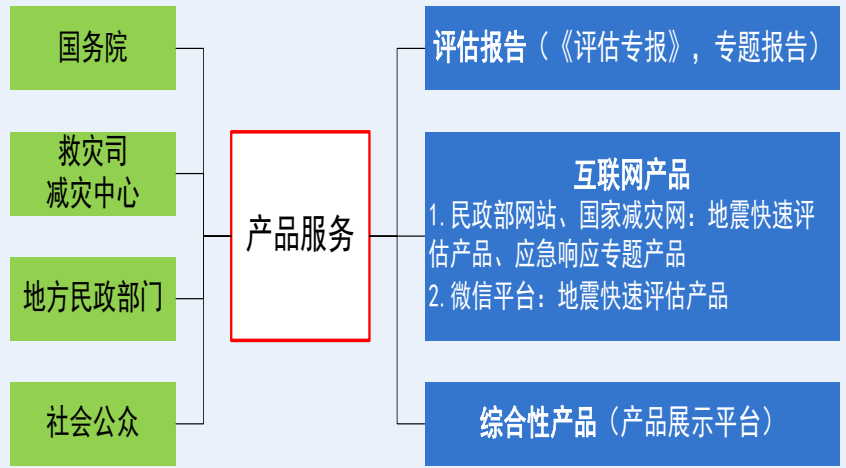 国务院
救灾司
减灾中心
地方民政部门
社会公众
产品服务
评估报告（《评估专报》，专题报告）
互联网产品
1. 民政部网站、国家减灾网：地震快速评
估产品、应急响应专题产品
2. 微信平台：地震快速评估产品
综合性产品（产品展示平台）